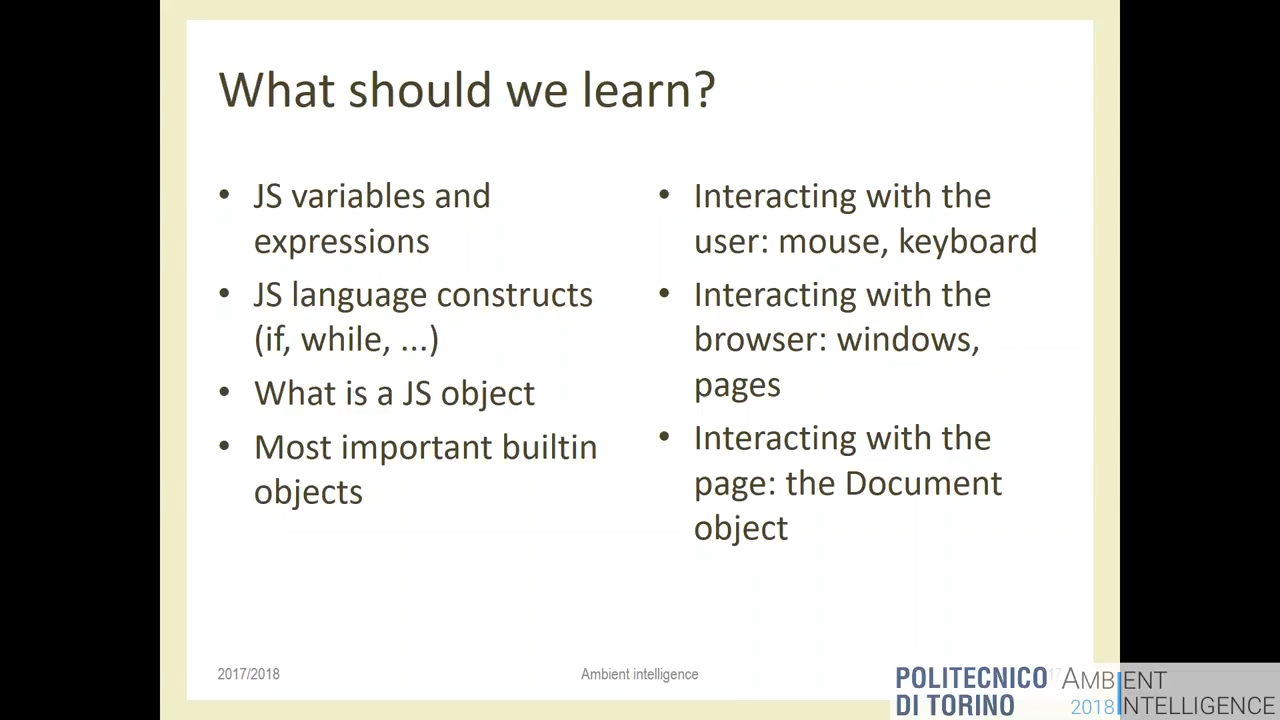 What should we learn?
• JS variables and
expressions
• JS language constructs
(if, while, ...)
• What is a JS object
• Most important builtin
objects
• Interacting with the
user: mouse, keyboard
• Interacting with the
browser: windows,
pages
• Interacting with the
page: the Document
object
2017/2018
Ambient intelligence
17
POLITECNICO
DI TORINO
AMBIENT
2018 INTELLIGENCE